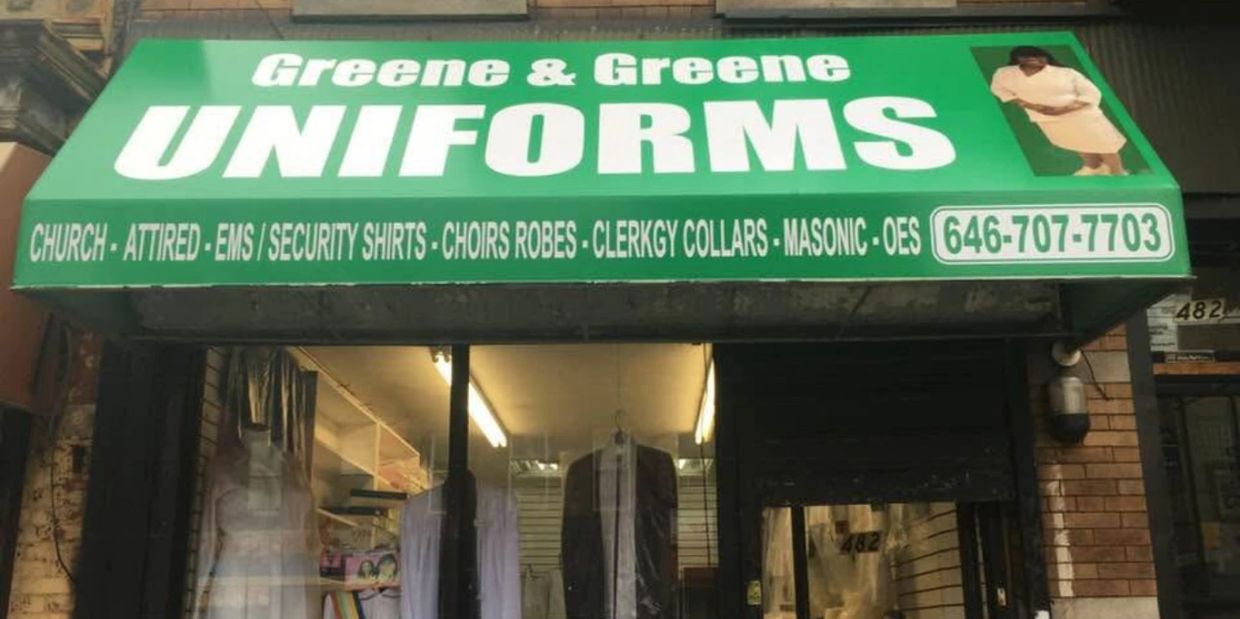 Greene & Greene
UNIFORMS
CHURCH - ATTIRED - EMS / SECURITY SHIRTS - CHOIRS ROBES - CLERKGY COLLARS - MASONIC - OES 646-707-7703
482
482